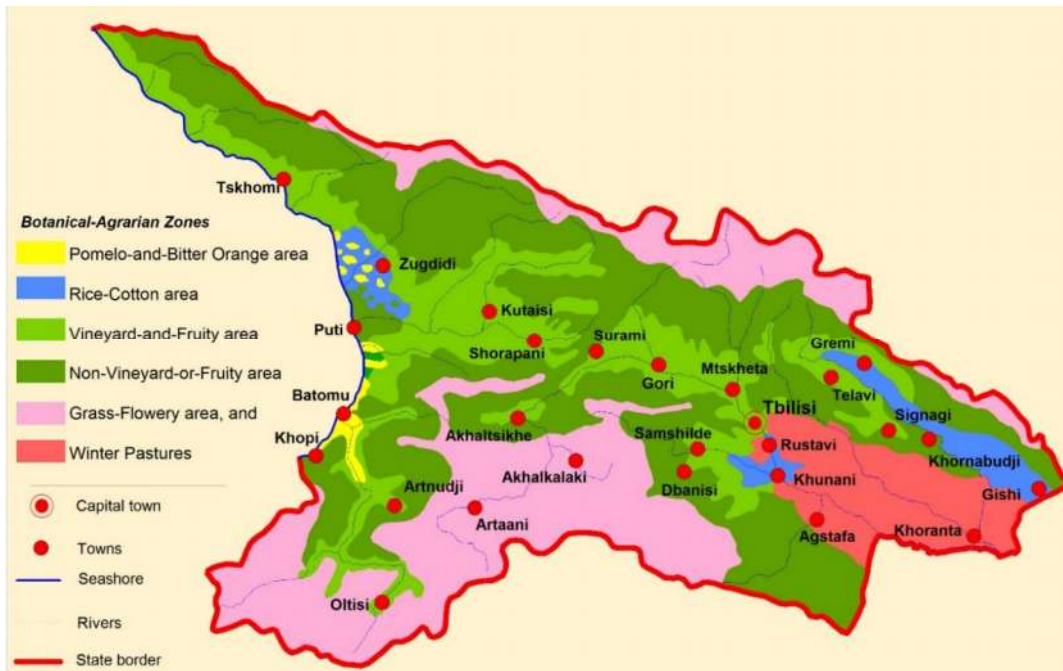 Tskhomi
Botanical-Agrarian Zones
Pomelo-and-Bitter Orange area
Rice-Cotton area
Vineyard-and-Fruity area
Non-Vineyard-or-Fruity area
Grass-Flowery area, and
Winter Pastures
Capital town
Towns
Seashore
Rivers
State border
Zugdidi
Puti
Kutaisi
Shorapani
Surami
Gori
Mtskheta
Gremi
Telavi
Tbilisi
Signagi
Batomu
Khopi
Akhaltsikhe
Samshilde
Rustavi
Khornabudji
Akhalkalaki
Dbanisi
Khunani
Gishi
Artnudji
Artaani
Agstafa
Khoranta
Oltisi